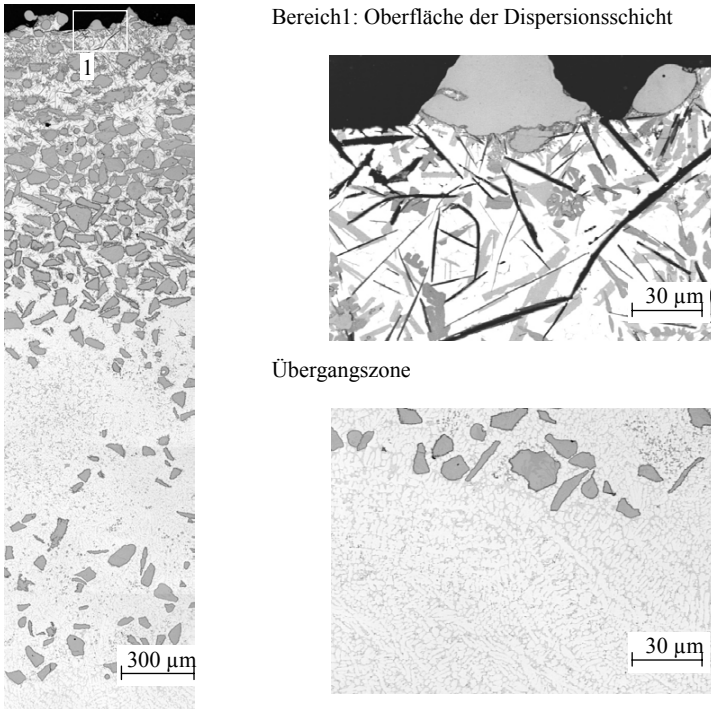 Bereich1: Oberfläche der Dispersionsschicht
1
30 µm
Übergangszone
300 µm
30 µm